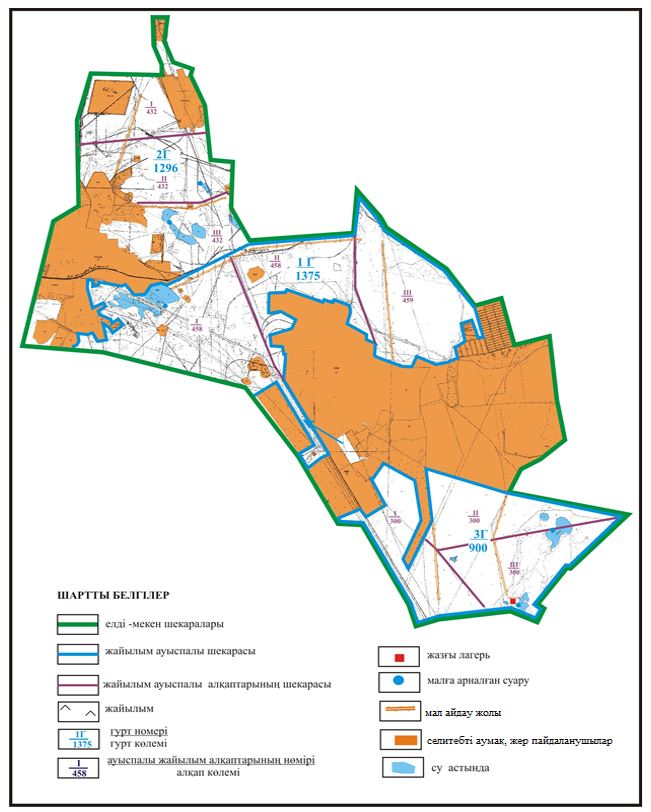 I
432
2Г
1296
II
432
III
432
II
458
1 Г
1375
III
459
I
458
I
300
II
300
3Г
900
III
300
ШАРТТЫ БЕЛГІЛЕР
елді -мекен шекаралары
жайылым ауыспалы шекарасы
жайылым ауыспалы алқаптарының шекарасы
жайылым
1Г
1375
гурт номері
гурт көлемі
I
458
ауыспалы жайылым алқаптарының нөмірі
алқап көлемі
жазғы лагерь
малға арналған суару
мал айдау жолы
селитебті аумақ, жер пайдаланушылар
су астында